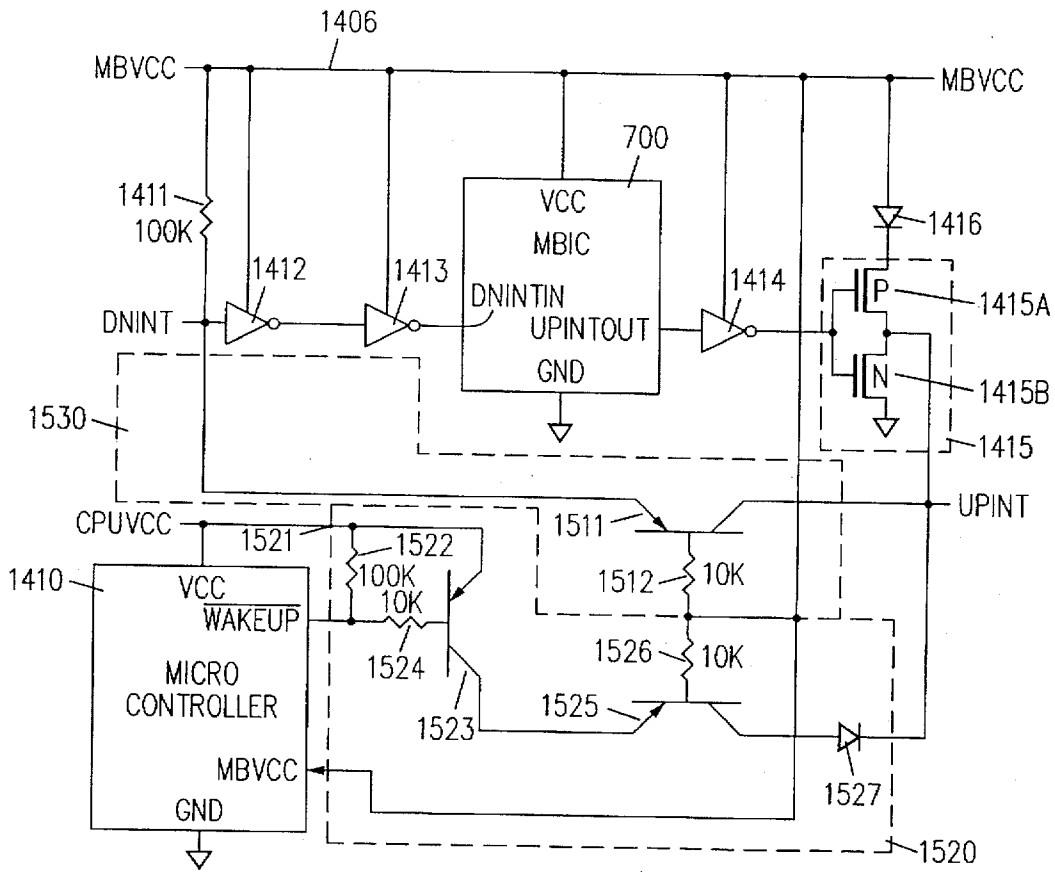 1406
MBVCC
MBVCC
700
1411
100K
VCC
1416
MBIC
1412
1413
1414
DNINTIN
P
1415A
DNINT
UPINTOUT
GND
N
1415B
1530
1415
CPUVCC
1521
1522
1511
UPINT
1410
VCC
100K
1512
10K
WAKEUP
10K
1524
1526
10K
MICRO
CONTROLLER
1523
1525
MBVCC
1527
GND
1520